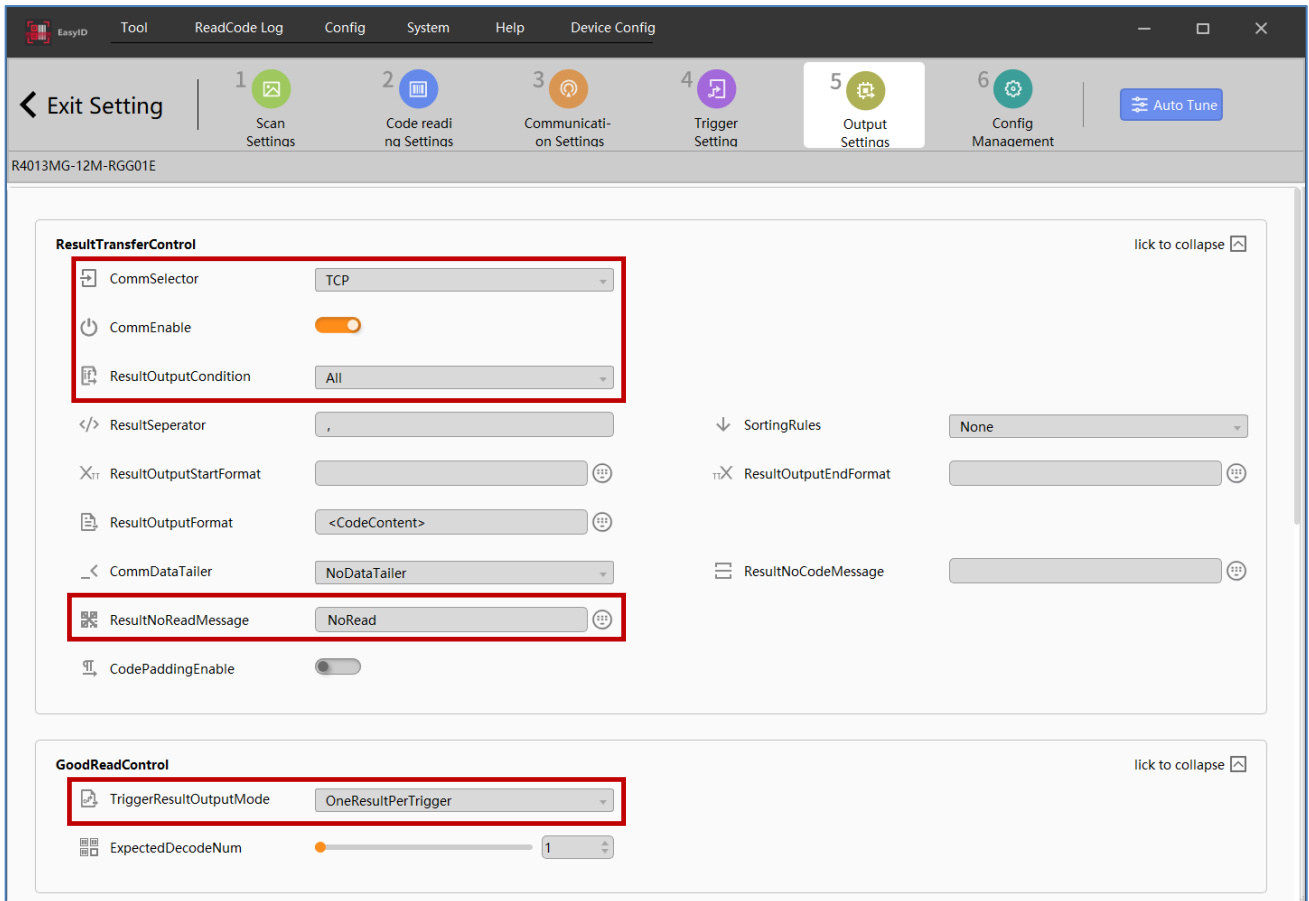 EasyID Tool ReadCode Log Config System Help Device Config
Exit Setting
1
Scan
Settings
2
Code readi
ng Settings
3
Communicati-
on Settings
4
Trigger
Setting
5
Output
Settings
6
Config
Management
Auto Tune
R4013MG-12M-RGG01E
ResultTransferControl lick to collapse
CommSelector TCP
CommEnable
ResultOutputCondition All
ResultSeperator , SortingRules None
ResultOutputStartFormat ResultOutputEndFormat
ResultOutputFormat <CodeContent>
CommDataTailer NoDataTailer ResultNoCodeMessage
ResultNoReadMessage NoRead
CodePaddingEnable
GoodReadControl lick to collapse
TriggerResultOutputMode OneResultPerTrigger
ExpectedDecodeNum 1